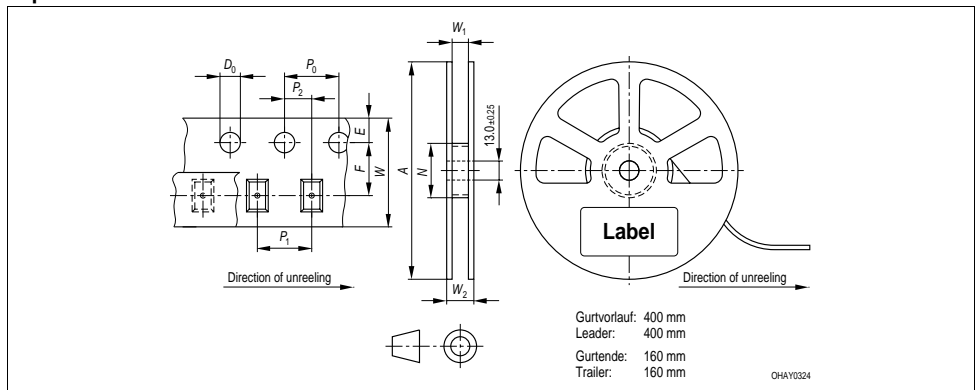 W1
D0
P0
P2
E
F
W
A
N
13.0±0.25
Label
P1
W2
Direction of unreeling
Direction of unreeling
Gurtvorlauf: 400 mm
Leader: 400 mm
Gurtende: 160 mm
Trailer: 160 mm
OHAY0324